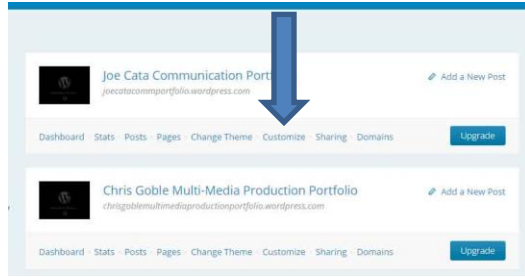 Joe Cata Communication Port
Add a New Post
joecatacommportfolio.wordpress.com
Dashboard Stats Posts Pages Change Theme Customize Sharing Domains
Upgrade
Chris Goble Multi-Media Production Portfolio
Add a New Post
chrisgoblemultimediaproductionportfolio.wordpress.com
Dashboard Stats Posts Pages Change Theme Customize Sharing Domains
Upgrade